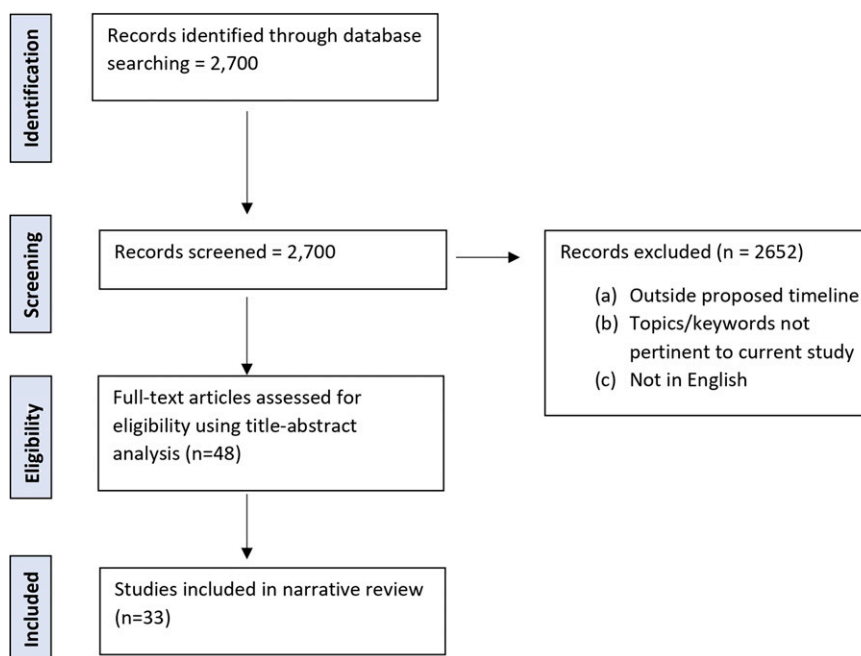 Identification
Records identified through database
searching = 2,700
Screening
Records screened = 2,700
Records excluded (n = 2652)
(a) Outside proposed timeline
(b) Topics/keywords not
pertinent to current study
(c) Not in English
Eligibility
Full-text articles assessed for
eligibility using title-abstract
analysis (n=48)
Included
Studies included in narrative review
(n=33)